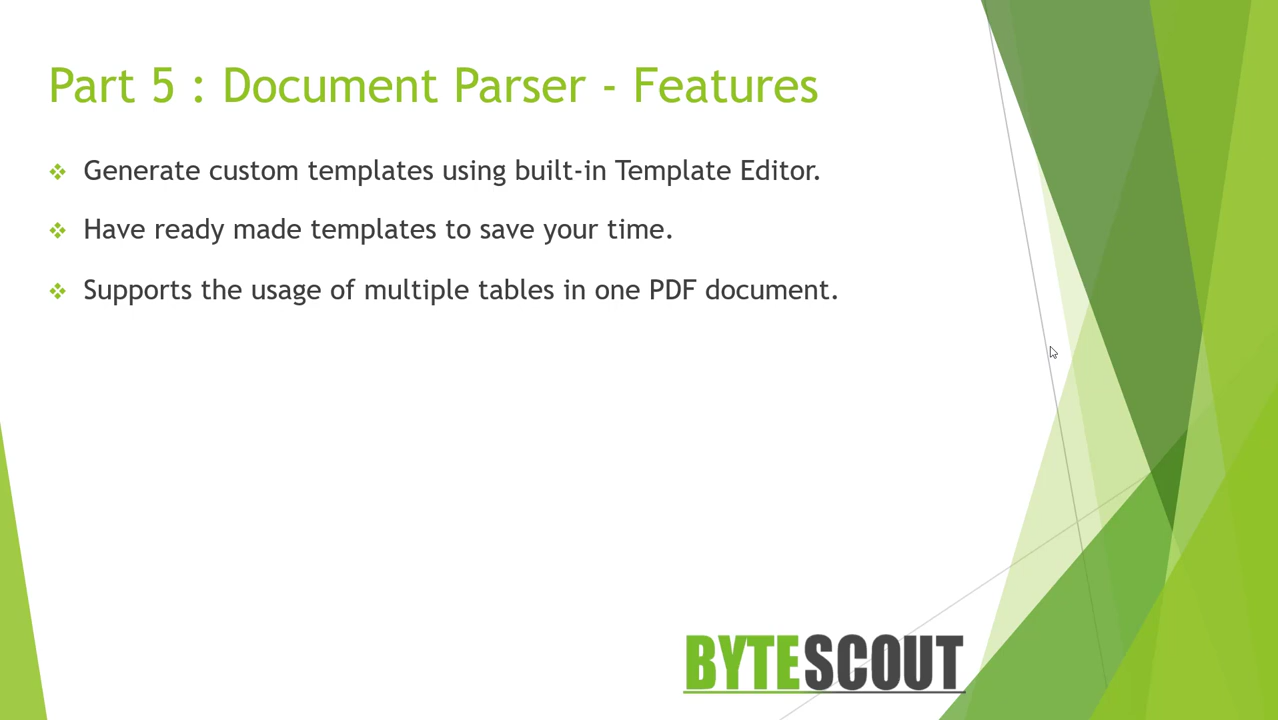 Part 5 : Document Parser - Features
Generate custom templates using built-in Template Editor.
Have ready made templates to save your time.
Supports the usage of multiple tables in one PDF document.
BYTESCOUT